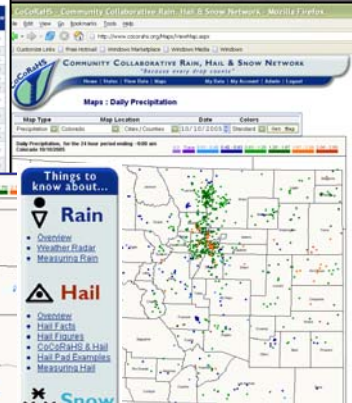 CoCoRaHS - Community Collaborative Rain, Hail & Snow Network - Mozilla Firefox
Edit View Go Bookmarks Tools Help
http://www.cocorahs.org/Maps/ViewMap.aspx
Customize Links Free Hotmail Windows Marketplace Windows Media Windows
COMMUNITY COLLABORATIVE RAIN, HAIL & SNOW NETWORK
"Because every drop counts"
Home | States | View Data | Maps My Data | My Account | Admin | Logout
Maps : Daily Precipitation
Map Type Map Location Date Colors
Precipitation Colorado Cities / Counties 10/10/2005 Standard Get Map
Daily Precipitation, for the 24 hour period ending
Colorado 10/10/2005
Things to
know about...
Rain
Overview
Weather Radar
Measuring Rain
Hail
Overview
Hail Facts
Hail Figures
CoCoRaHS & Hail
Hail Pad Examples
Measuring Hail
Snow